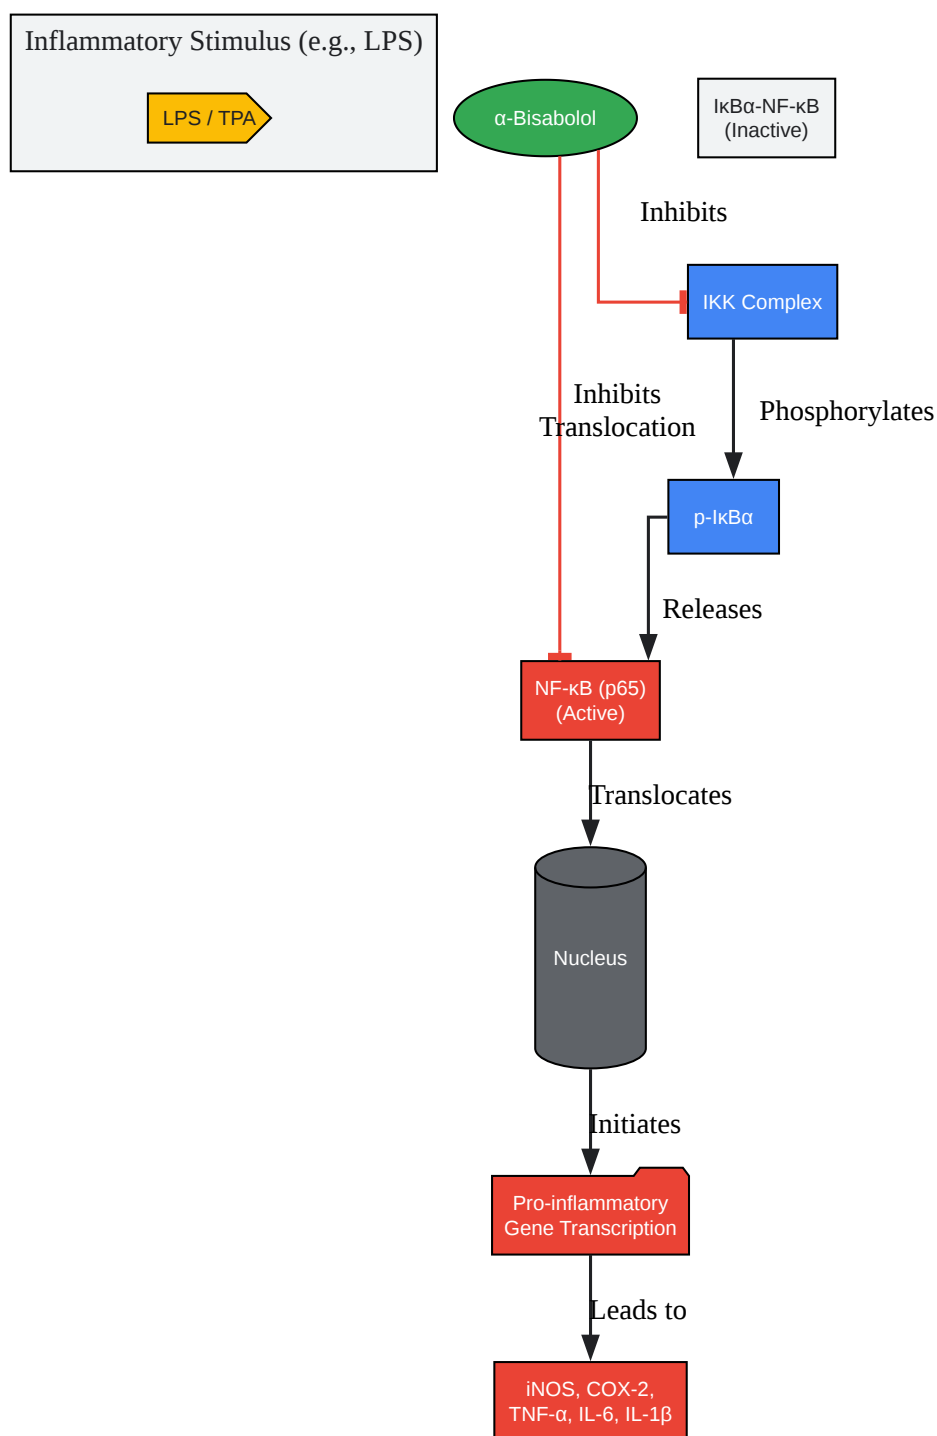 Inflammatory Stimulus (e.g., LPS)
LPS / TPA
α-Bisabolol
IκBα-NF-κB
(Inactive)
Inhibits
IKK Complex
Inhibits
Translocation
Phosphorylates
p-IκBα
Releases
NF-κB (p65)
(Active)
Translocates
Nucleus
Initiates
Pro-inflammatory
Gene Transcription
Leads to
iNOS, COX-2,
TNF-α, IL-6, IL-1β